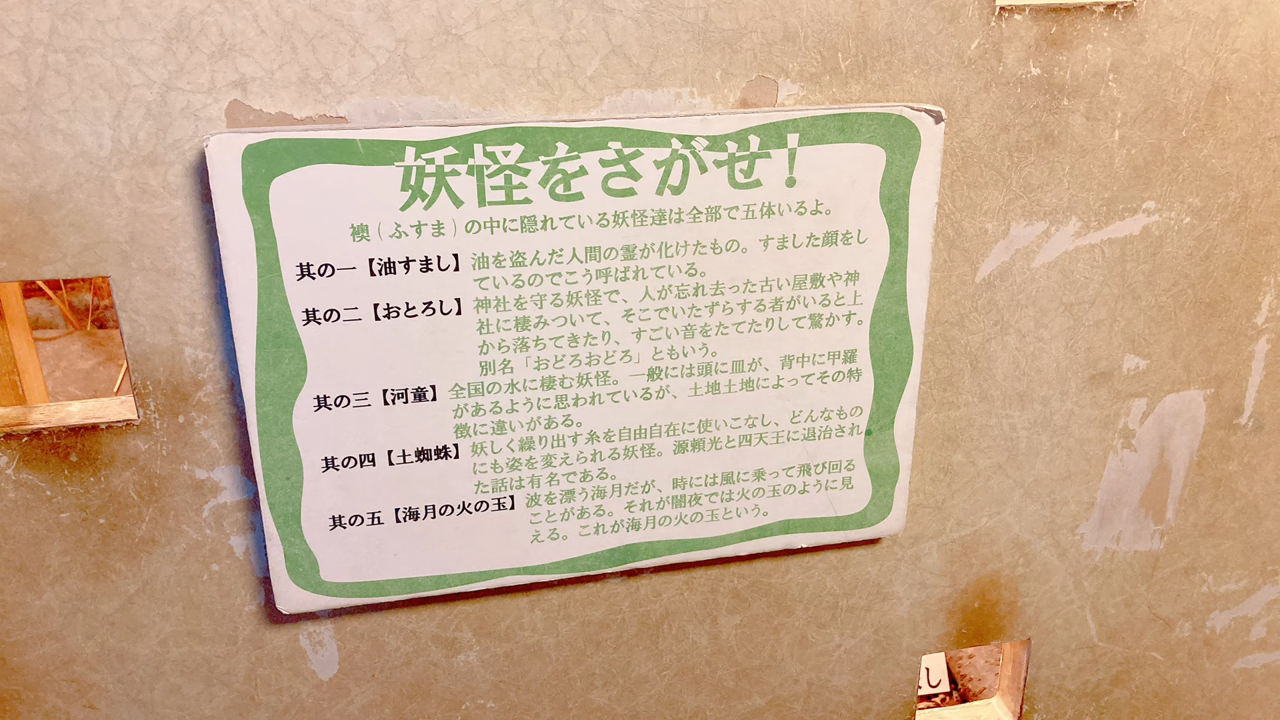 妖怪をさがせ!
襖(ふすま)の中に隠れている妖怪達は全部で五体いるよ。
其の一【油すまし】油を盗んだ人間の霊が化けたもの。すました顔をし
ているのでこう呼ばれている。
其の二【おとろし】神社を守る妖怪で、人が忘れ去った古い屋敷や神
社に棲みついて、そこでいたずらする者がいると上
から落ちてきたり、すごい音をたてたりして驚かす。
別名「おどろおどろ」ともいう。
其の三【河童】全国の水に棲む妖怪。一般には頭に皿が、背中に甲羅
があるように思われているが、土地土地によってその特
徴に違いがある。
其の四【土蜘蛛】妖しく繰り出す糸を自由自在に使いこなし、どんなもの
にも姿を変えられる妖怪。源頼光と四天王に退治され
た話は有名である。
其の五【海月の火の玉】波を漂う海月だが、時には風に乗って飛び回る
ことがある。それが闇夜では火の玉のように見
える。これが海月の火の玉という。
し